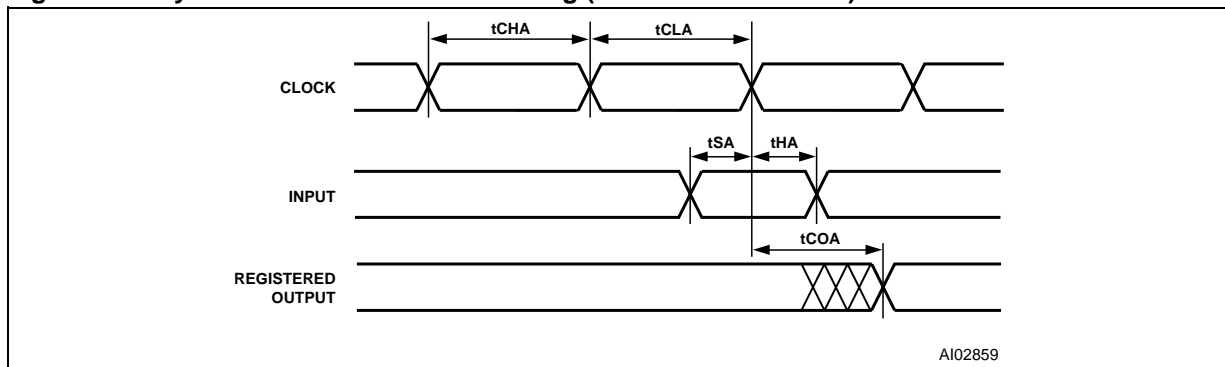 tCHA tCLA
CLOCK
tSA tHA
INPUT
tCOA
REGISTERED
OUTPUT
AI02859